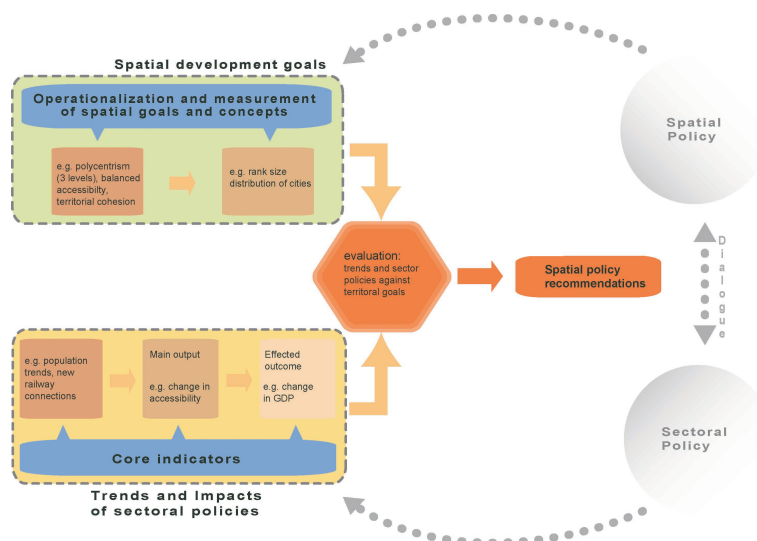 Spatial development goals
Operationalization and measurement
of spatial goals and concepts
e.g. polycentrism
(3 levels), balanced
accessibilty,
territorial cohesion
e.g. rank size
distribution of cities
evaluation:
trends and sector
policies against
territoral goals
Spatial policy
recommendations
Spatial
Policy
Dialogue
Sectoral
Policy
e.g. population
trends, new
railway
connections
Main output
e.g. change in
accessibility
Effected
outcome
e.g. change
in GDP
Core indicators
Trends and Impacts
of sectoral policies